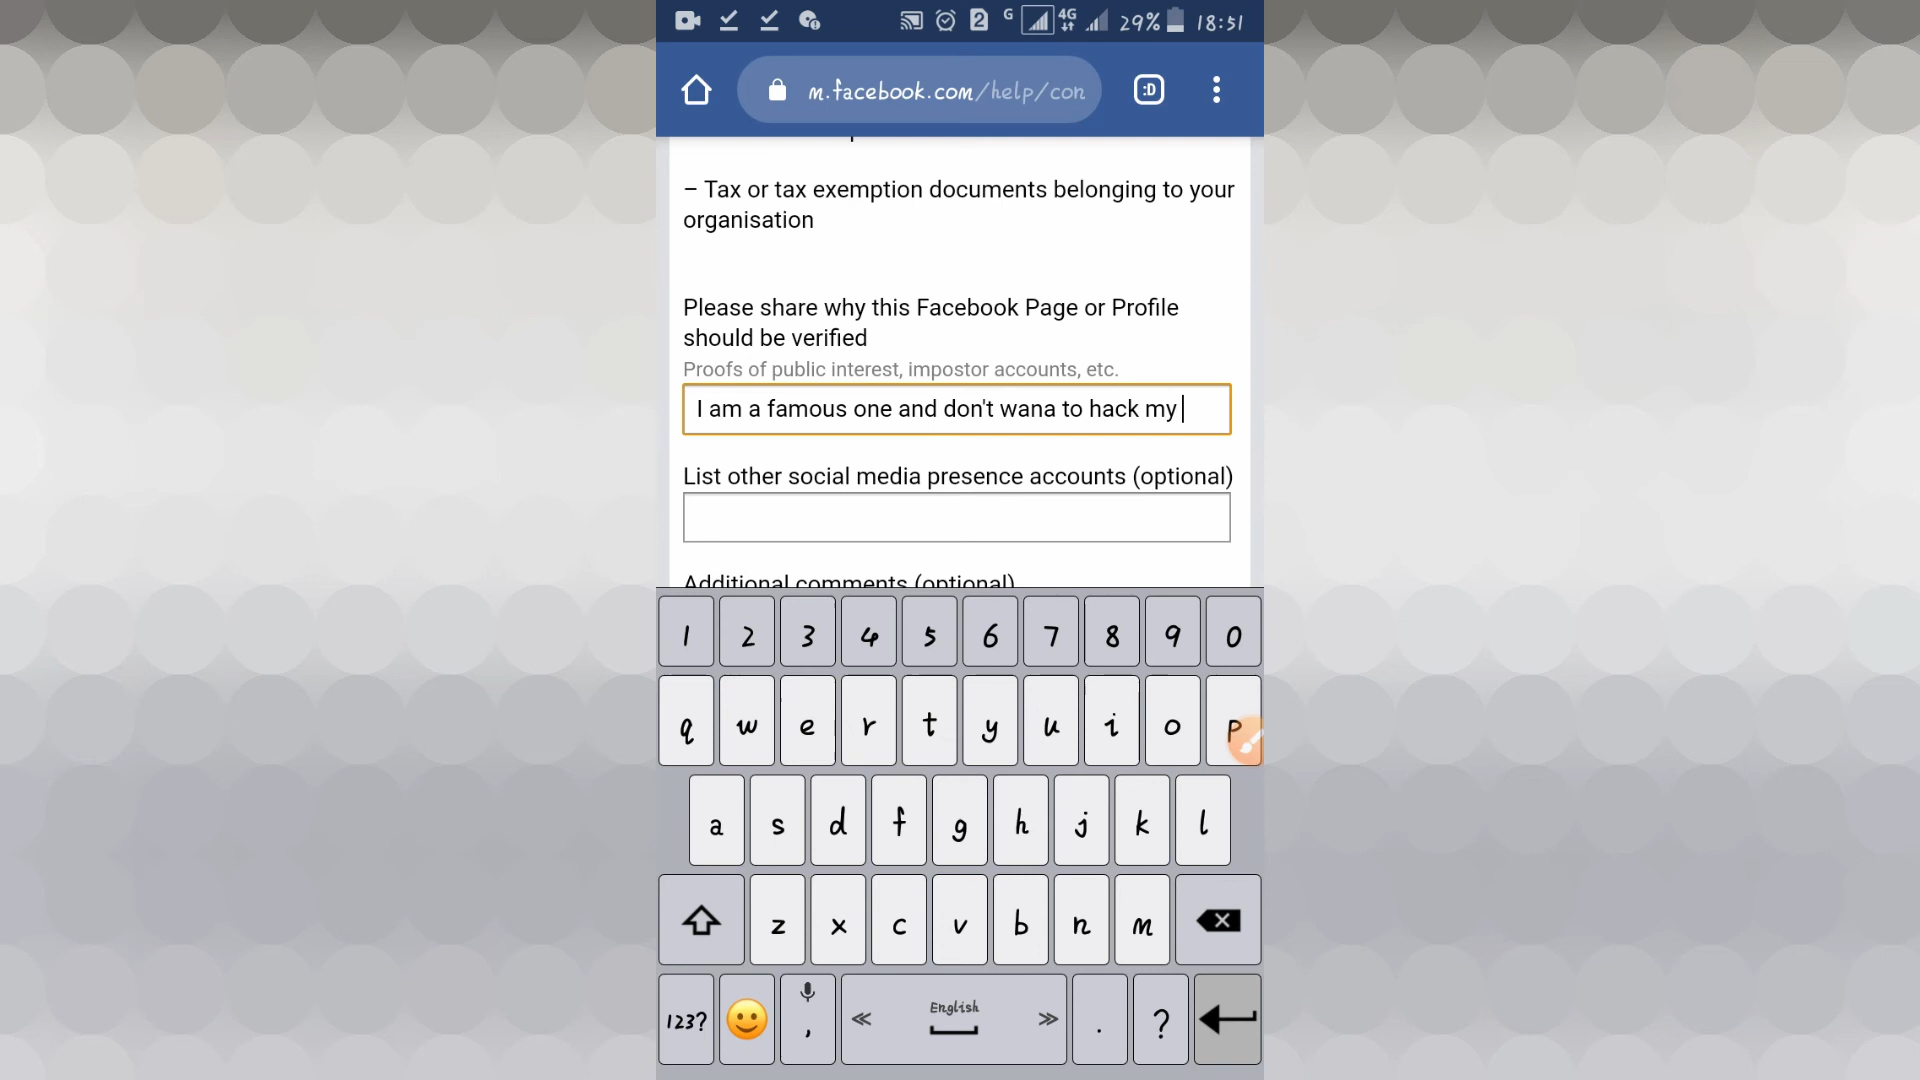 2 G 4G 29% 18:51
m.facebook.com/help/con :D
– Tax or tax exemption documents belonging to your
organisation
Please share why this Facebook Page or Profile
should be verified
Proofs of public interest, impostor accounts, etc.
I am a famous one and don't wana to hack my
List other social media presence accounts (optional)
Additional comments (optional)
1 2 3 4 5 6 7 8 9 0
q w e r t y u i o p
a s d f g h j k l
z x c v b n m
123? , English . ?